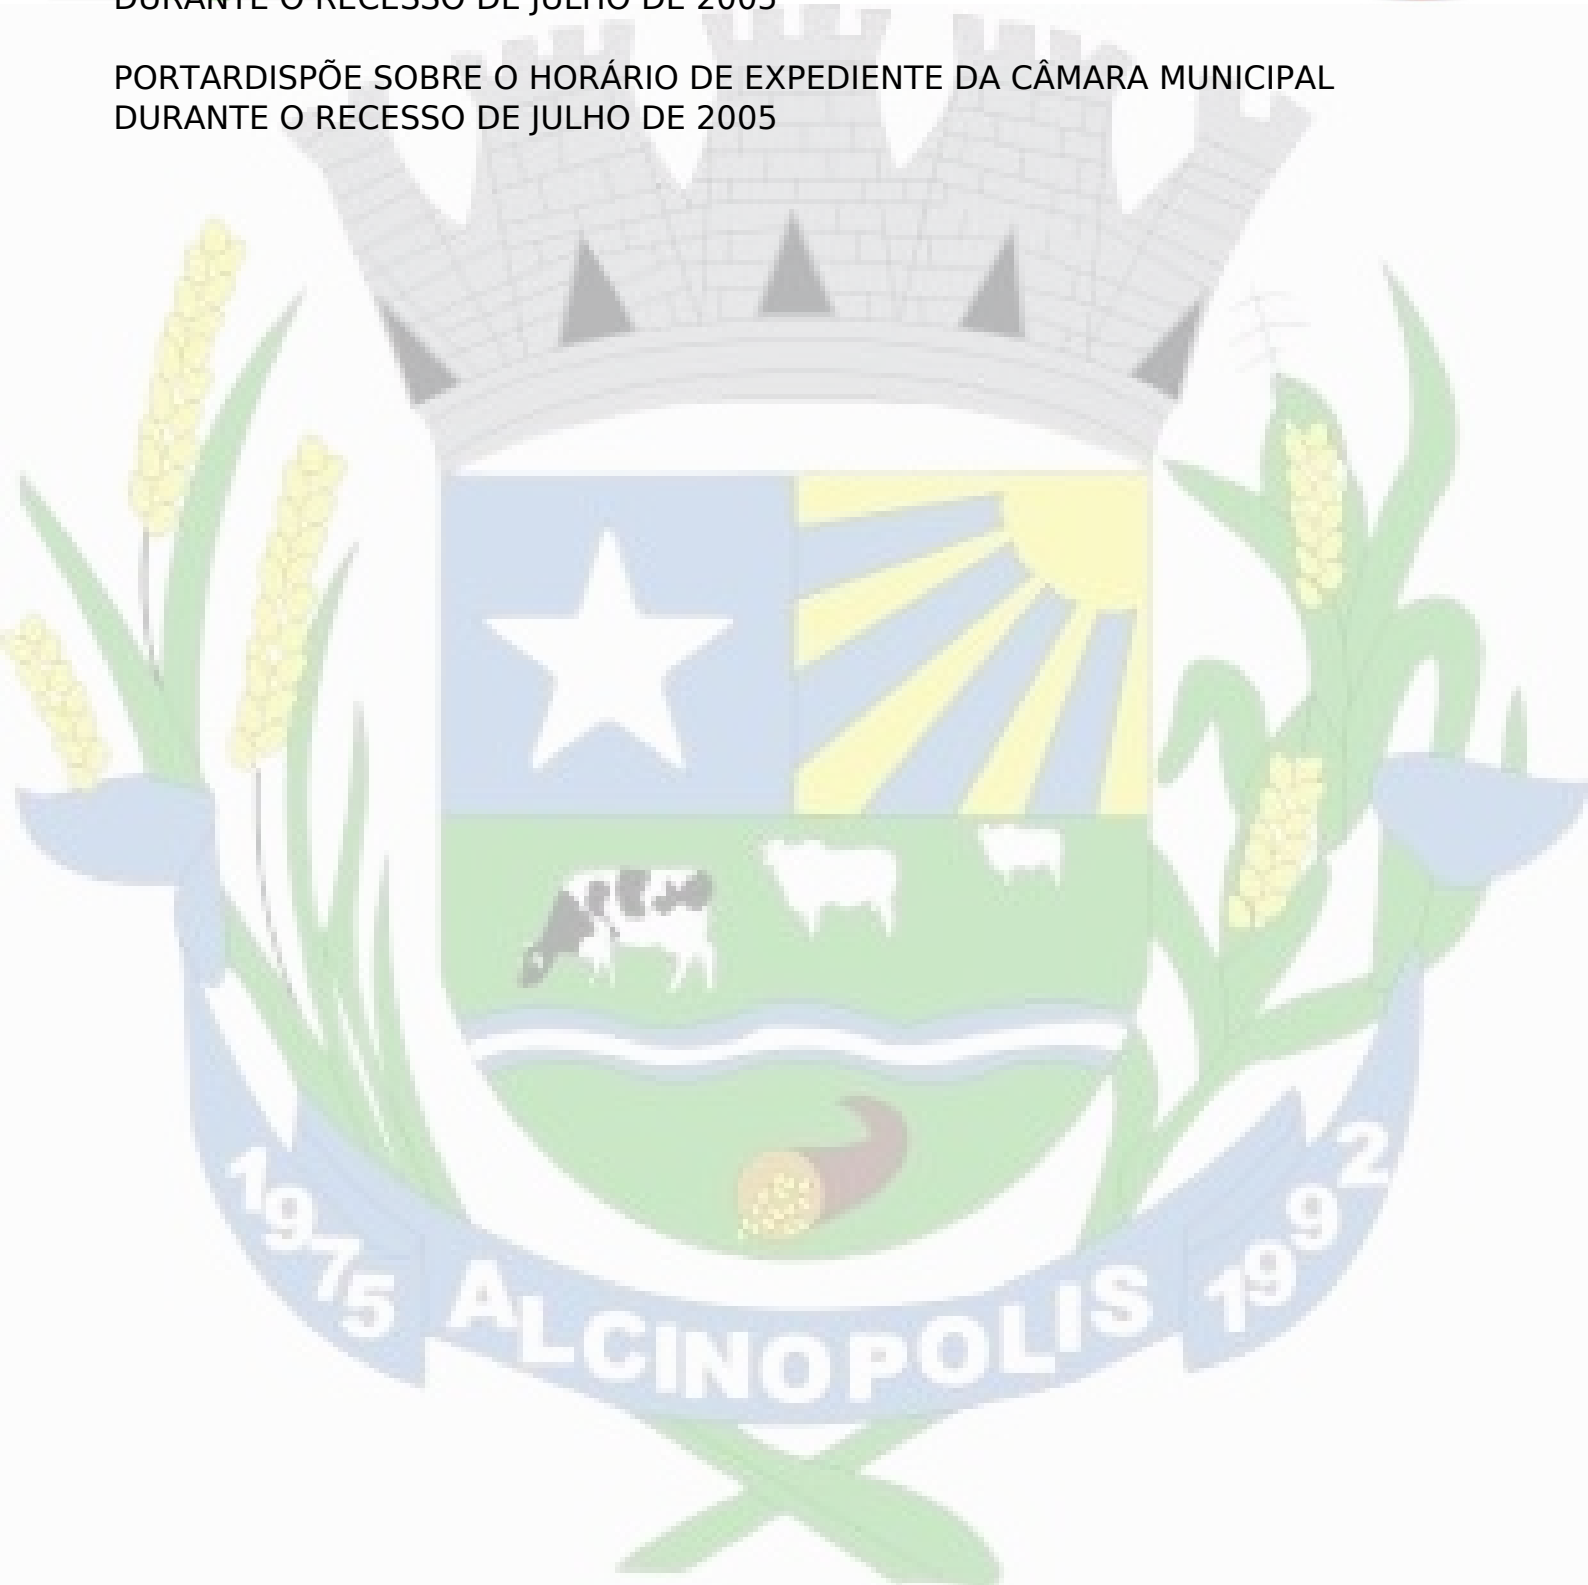 DURANTE O RECESSO DE JULHO DE 2005
PORTARDISPÕE SOBRE O HORÁRIO DE EXPEDIENTE DA CÂMARA MUNICIPAL
DURANTE O RECESSO DE JULHO DE 2005
1975 ALCINOPOLIS 1992